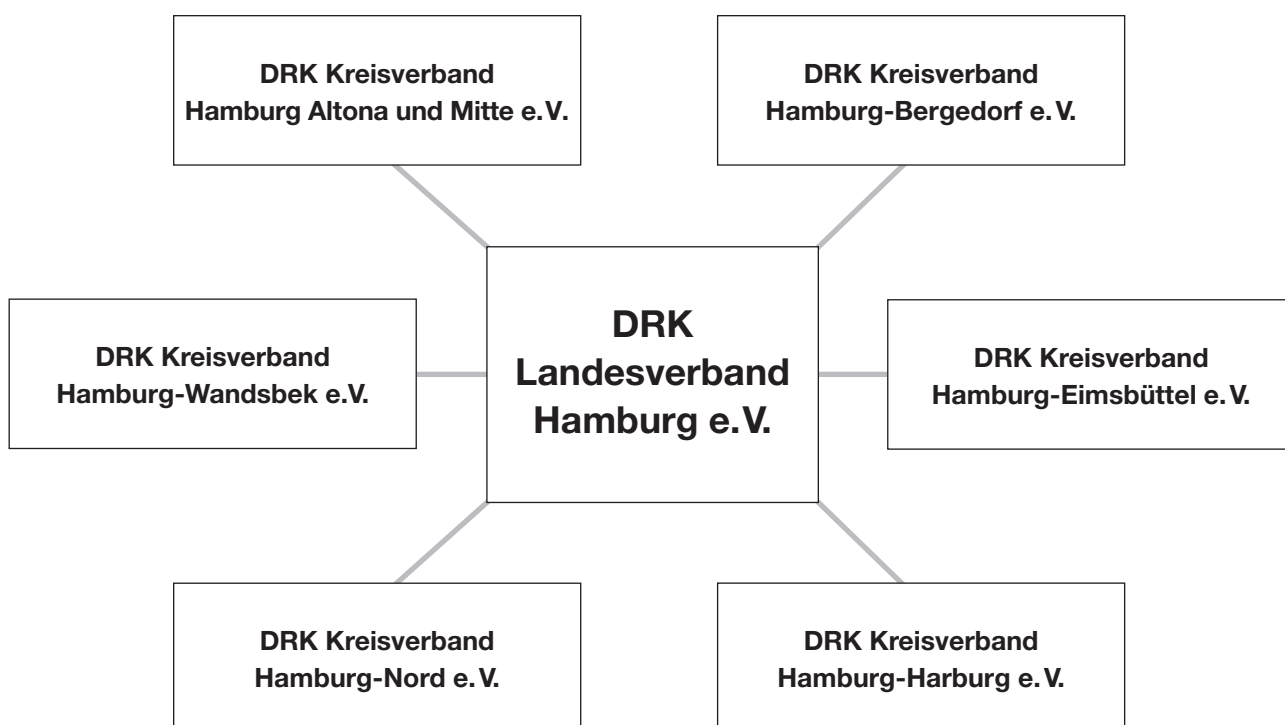 DRK Kreisverband
Hamburg Altona und Mitte e.V.
DRK Kreisverband
Hamburg-Bergedorf e.V.
DRK Kreisverband
Hamburg-Wandsbek e.V.
DRK
Landesverband
Hamburg e.V.
DRK Kreisverband
Hamburg-Eimsbüttel e.V.
DRK Kreisverband
Hamburg-Nord e.V.
DRK Kreisverband
Hamburg-Harburg e.V.